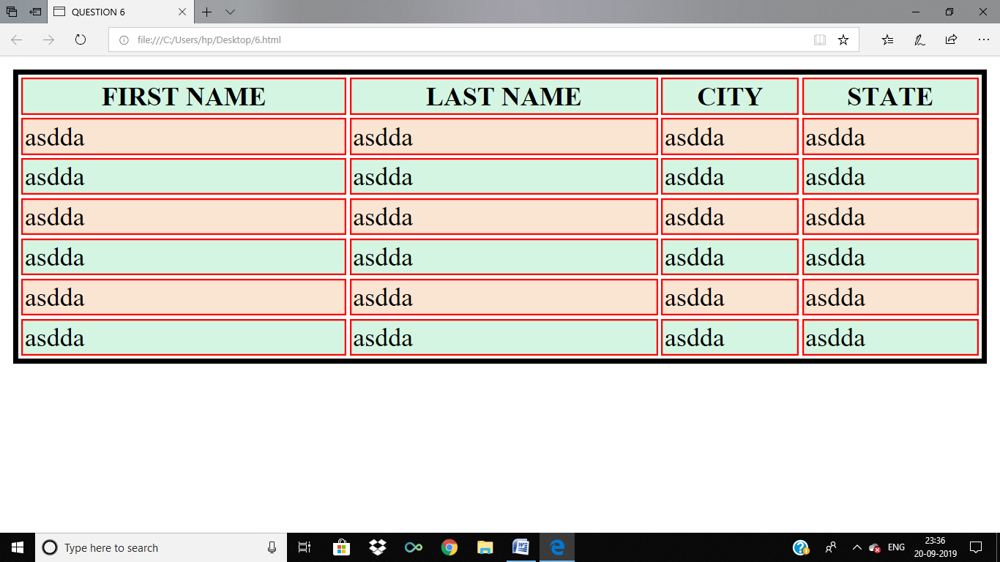 QUESTION 6
file:///C:/Users/hp/Desktop/6.html
FIRST NAME LAST NAME CITY STATE
asdda asdda asdda asdda
asdda asdda asdda asdda
asdda asdda asdda asdda
asdda asdda asdda asdda
asdda asdda asdda asdda
asdda asdda asdda asdda
Type here to search
ENG
23:36
20-09-2019